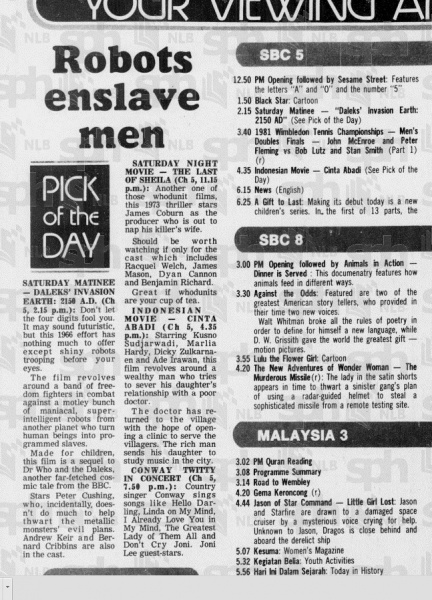 YOUR VIEWING
Robots
enslave
men
PICK
of the
DAY
SATURDAY MATINEE
— DALEKS' INVASION
EARTH: 2150 A.D. (Ch
5, 2.15 p.m.): Don't let
the four digits fool you.
It may sound futuristic,
but this 1966 effort has
nothing much to offer
except shiny robots
trooping before your
eyes.
The film revolves
around a band of free-
dom fighters in combat
against a motley bunch
of maniacal, super-
intelligent robots from
another planet who turn
human beings into pro-
grammed slaves.
Made for children,
this film is a sequel to
Dr Who and the Daleks,
another far-fetched cos-
mic tale from the BBC.
Stars Peter Cushing,
who, incidentally, does-
n't do much to help
thwart the metallic
monsters' evil plans.
Andrew Keir and Ber-
nard Cribbins are also
in the cast.
SATURDAY NIGHT
MOVIE — THE LAST
OF SHEILA (Ch 5, 11.15
p.m.): Another one of
those whodunit films,
this 1973 thriller stars
James Coburn as the
producer who is out to
nap his killer's wife.
Should be worth
watching if only for the
cast which includes
Racquel Welch, James
Mason, Dyan Cannon
and Benjamin Richard.
Great if whodunits
are your cup of tea.
INDONESIAN
MOVIE — CINTA
ABADI (Ch 5, 4.35
p.m.): Starring Kusno
Sudjarwadi, Marlia
Hardy, Dicky Zulkarna-
en and Ade Irawan, this
film revolves around a
wealthy man who tries
to sever his daughter's
relationship with a poor
doctor.
The doctor has re-
turned to the village
with the hope of open-
ing a clinic to serve the
villagers. The rich man
sends his daughter to
study music in the city.
CONWAY TWITTY
IN CONCERT (Ch 5,
7.50 p.m.): Country
singer Conway sings
songs like Hello Dar-
ling, Linda on My Mind,
I Already Love You in
My Mind, The Greatest
Lady of Them All and
Don't Cry Joni. Joni
Lee guest-stars.
SBC 5
12.50 PM Opening followed by Sesame Street: Features
the letters "A" and "O" and the number "5"
1.50 Black Star: Cartoon
2.15 Saturday Matinee — "Daleks' Invasion Earth:
2150 AD" (See Pick of the Day)
3.40 1981 Wimbledon Tennis Championships — Men's
Doubles Finals — John McEnroe and Peter
Fleming vs Bob Lutz and Stan Smith (Part 1)
(r)
4.35 Indonesian Movie — Cinta Abadi (See Pick of the
Day)
6.15 News (English)
6.25 A Gift to Last: Making its debut today is a new
children's series. In, the first of 13 parts, the
SBC 8
3.00 PM Opening followed by Animals in Action —
Dinner is Served : This documenatry features how
animals feed in different ways.
3.30 Against the Odds: Featured are two of the
greatest American story tellers, who provided in
their time two new voices.
Walt Whitman broke all the rules of poetry in
order to define for himself a new language, while
D. W. Grissith gave the world the greatest gift —
motion pictures.
3.55 Lulu the Flower Girl: Cartoon
4.20 The New Adventures of Wonder Woman — The
Murderous Missile(r): The lady in the satin shorts
appears in time to thwart a sinister gang's plan
of using a radar-guided helmet to steal a
sophisticated missile from a remote testing site.
MALAYSIA 3
3.02 PM Quran Reading
3.08 Programme Summary
3.14 Road to Wembley
4.20 Gema Keroncong (r)
4.44 Jason of Star Command — Little Girl Lost: Jason
and Starfire are drawn to a damaged space
cruiser by a mysterious voice crying for help.
Unknown to Jason, Dragos is close behind and
aboard the derelict ship
5.07 Kesuma: Women's Magazine
5.32 Kegiatan Belia: Youth Activities
5.56 Hari Ini Dalam Sejarah: Today in History